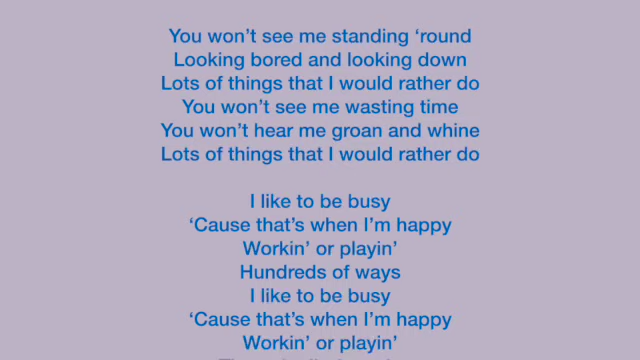 You won’t see me standing ‘round
Looking bored and looking down
Lots of things that I would rather do
You won’t see me wasting time
You won’t hear me groan and whine
Lots of things that I would rather do
I like to be busy
‘Cause that’s when I’m happy
Workin’ or playin’
Hundreds of ways
I like to be busy
‘Cause that’s when I’m happy
Workin’ or playin’